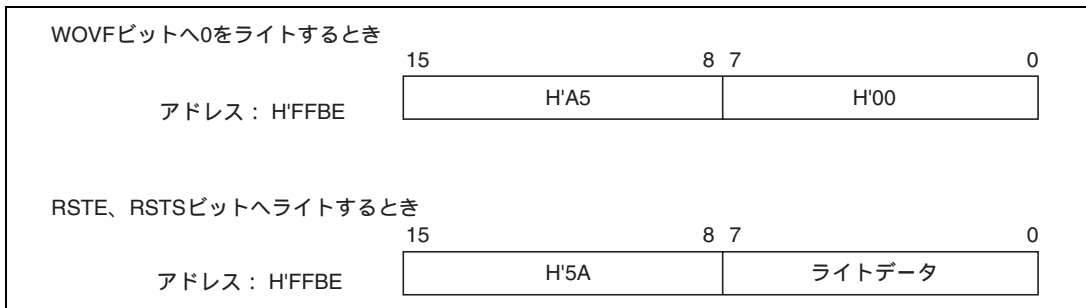 WOVFビットへ0をライトするとき
15 8 7 0
アドレス： H'FFBE H'A5 H'00
RSTE、RSTSビットへライトするとき
15 8 7 0
アドレス： H'FFBE H'5A ライトデータ